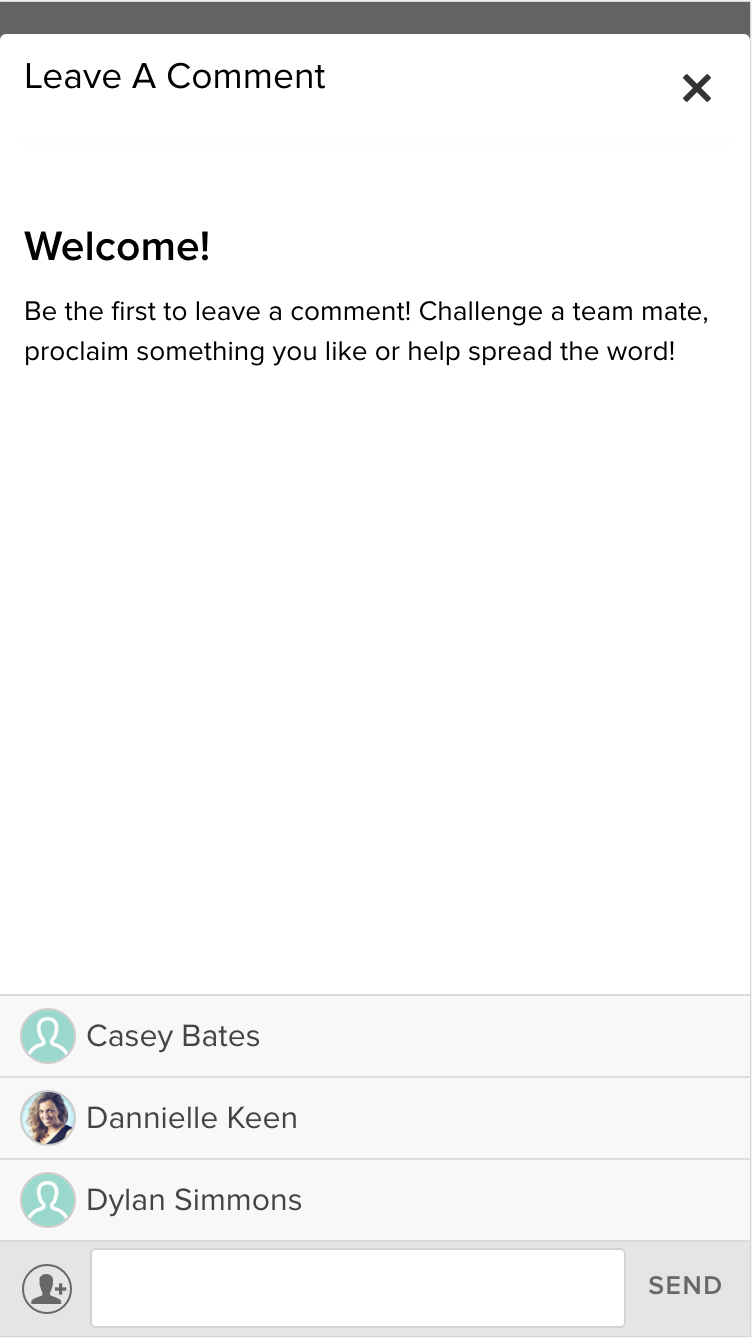 Leave A Comment
Welcome!
Be the first to leave a comment! Challenge a team mate,
proclaim something you like or help spread the word!
Casey Bates
Dannielle Keen
Dylan Simmons
SEND